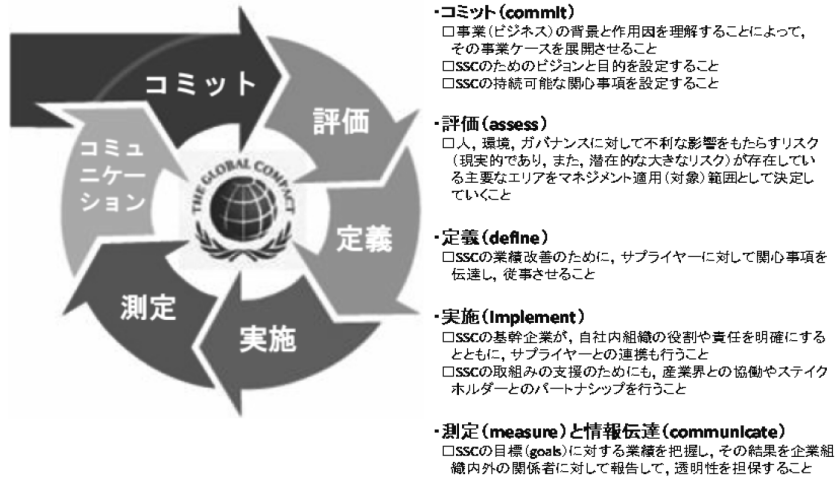 コミット
評価
定義
実施
測定
コミュ
ニケー
ション
THE GLOBAL COMPACT
・コミット(commit)
□事業(ビジネス)の背景と作用因を理解することによって,
その事業ケースを展開させること
□SSCのためのビジョンと目的を設定すること
□SSCの持続可能な関心事項を設定すること
・評価(assess)
□人, 環境, ガバナンスに対して不利な影響をもたらすリスク
(現実的であり, また, 潜在的な大きなリスク)が存在してい
る主要なエリアをマネジメント適用(対象)範囲として決定し
ていくこと
・定義(define)
□SSCの業績改善のために, サプライヤーに対して関心事項を
伝達し, 従事させること
・実施(implement)
□SSCの基幹企業が, 自社内組織の役割や責任を明確にする
とともに, サプライヤーとの連携も行うこと
□SSCの取組みの支援のためにも, 産業界との協働やステイク
ホルダーとのパートナシップを行うこと
・測定(measure)と情報伝達(communicate)
□SSCの目標(goals)に対する業績を把握し, その結果を企業組
織内外の関係者に対して報告して, 透明性を担保すること